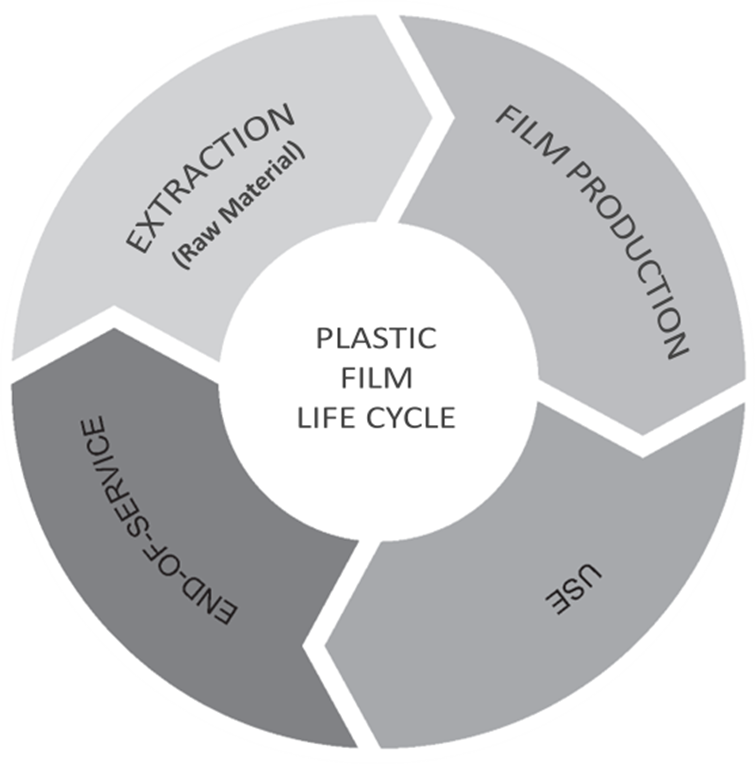 EXTRACTION
(Raw Material)
FILM PRODUCTION
USE
END-OF-SERVICE
PLASTIC
FILM
LIFE CYCLE